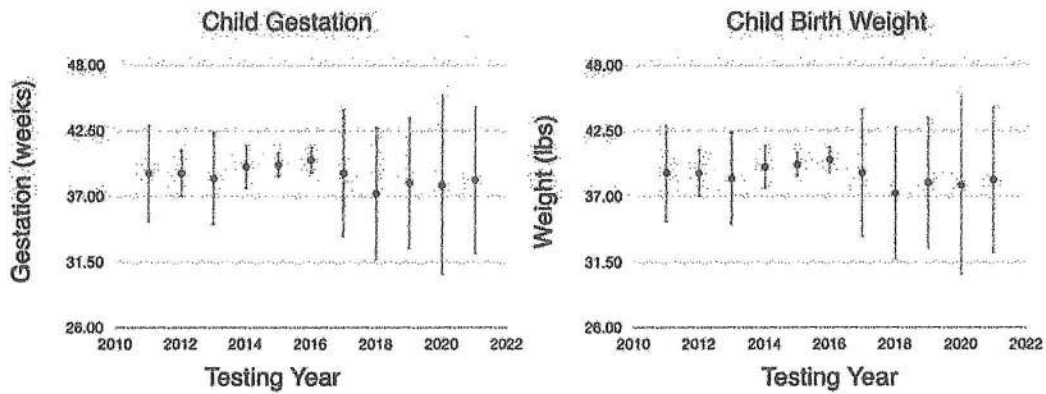 Child Gestation
48.00
42.50
37.00
31.50
26.00
2010 2012 2014 2016 2018 2020 2022
Gestation (weeks)
Testing Year
Child Birth Weight
48.00
42.50
37.00
31.50
26.00
2010 2012 2014 2016 2018 2020 2022
Weight (lbs)
Testing Year